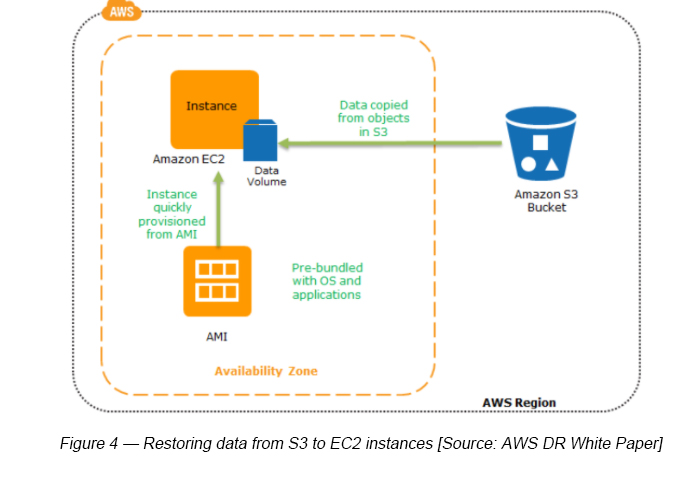 AWS
Instance
Amazon EC2
Data
Volume
Data copied
from objects
in S3
Amazon S3
Bucket
Instance
quickly
provisioned
from AMI
Pre-bundled
with OS and
applications
AMI
Availability Zone
AWS Region
Figure 4 — Restoring data from S3 to EC2 instances [Source: AWS DR White Paper]